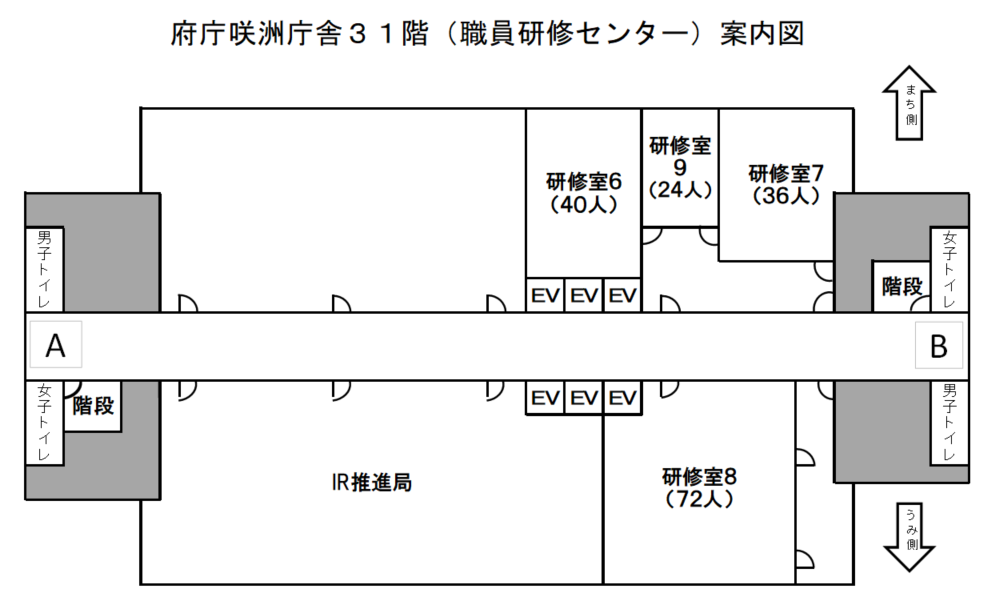 府庁咲洲庁舎３１階（職員研修センター）案内図
まち側
研修室6
（40人）
研修室
9
（24人）
研修室7
（36人）
男子トイレ
女子トイレ
階段
EV
EV
EV
A
B
女子トイレ
階段
EV
EV
EV
男子トイレ
IR推進局
研修室8
（72人）
うみ側